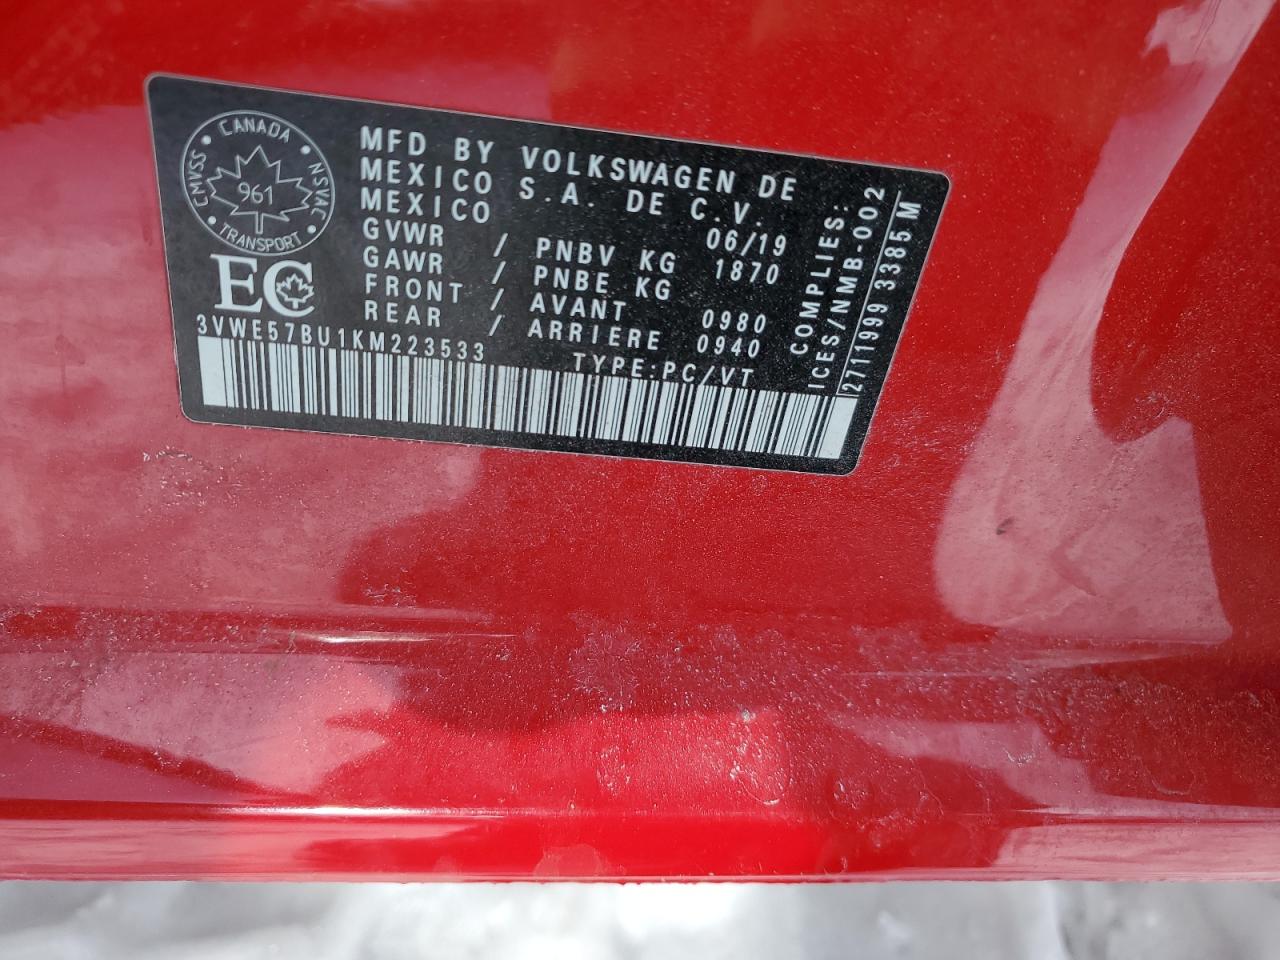 CANADA
CMVSS
NSVAC
961
TRANSPORT
EC
MFD BY VOLKSWAGEN DE
MEXICO S.A. DE C.V.
MEXICO 06/19
GVWR / PNBV KG 1870
GAWR / PNBE KG
FRONT / AVANT 0980
REAR / ARRIERE 0940
3VWE57BU1KM223533
TYPE:PC/VT
COMPLIES:
ICES/NMB-002
2711999 3385 M